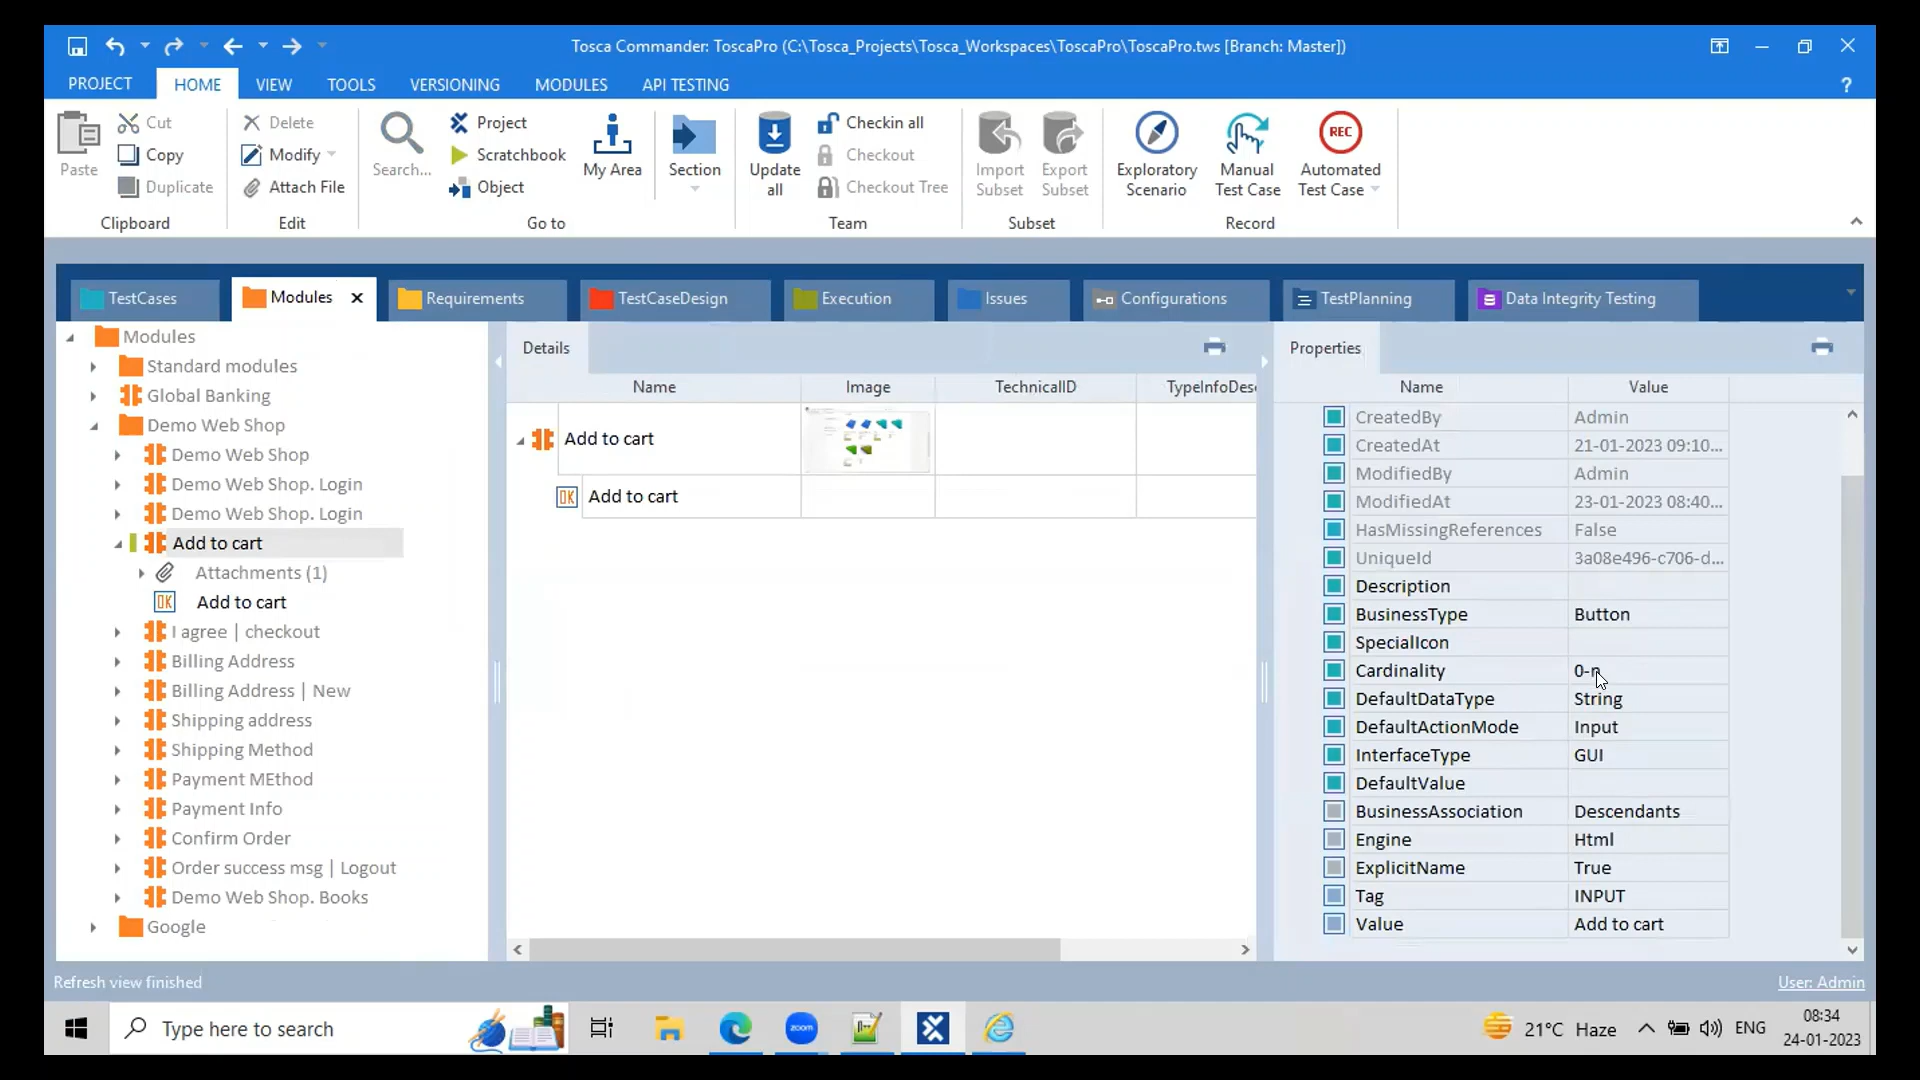 Tosca Commander: ToscaPro (C:\Tosca_Projects\Tosca_Workspaces\ToscaPro\ToscaPro.tws [Branch: Master])
PROJECT HOME VIEW TOOLS VERSIONING MODULES API TESTING ?
Paste
Cut
Copy
Duplicate
Clipboard
Delete
Modify
Attach File
Edit
Search...
Project
Scratchbook
Object
My Area
Section
Go to
Update all
Checkin all
Checkout
Checkout Tree
Team
Import Subset
Export Subset
Subset
Exploratory Scenario
Manual Test Case
REC
Automated Test Case
Record
TestCases Modules Requirements TestCaseDesign Execution Issues Configurations TestPlanning Data Integrity Testing
Modules
Standard modules
Global Banking
Demo Web Shop
Demo Web Shop
Demo Web Shop. Login
Demo Web Shop. Login
Add to cart
Attachments (1)
OK Add to cart
I agree | checkout
Billing Address
Billing Address | New
Shipping address
Shipping Method
Payment MEthod
Payment Info
Confirm Order
Order success msg | Logout
Demo Web Shop. Books
Google
Details
Name Image TechnicalID TypeInfoDes
Add to cart
OK Add to cart
Properties
Name Value
CreatedBy Admin
CreatedAt 21-01-2023 09:10...
ModifiedBy Admin
ModifiedAt 23-01-2023 08:40...
HasMissingReferences False
UniqueId 3a08e496-c706-d...
Description
BusinessType Button
SpecialIcon
Cardinality 0-n
DefaultDataType String
DefaultActionMode Input
InterfaceType GUI
DefaultValue
BusinessAssociation Descendants
Engine Html
ExplicitName True
Tag INPUT
Value Add to cart
Refresh view finished User: Admin
Type here to search
zoom
21°C Haze
ENG
08:34
24-01-2023